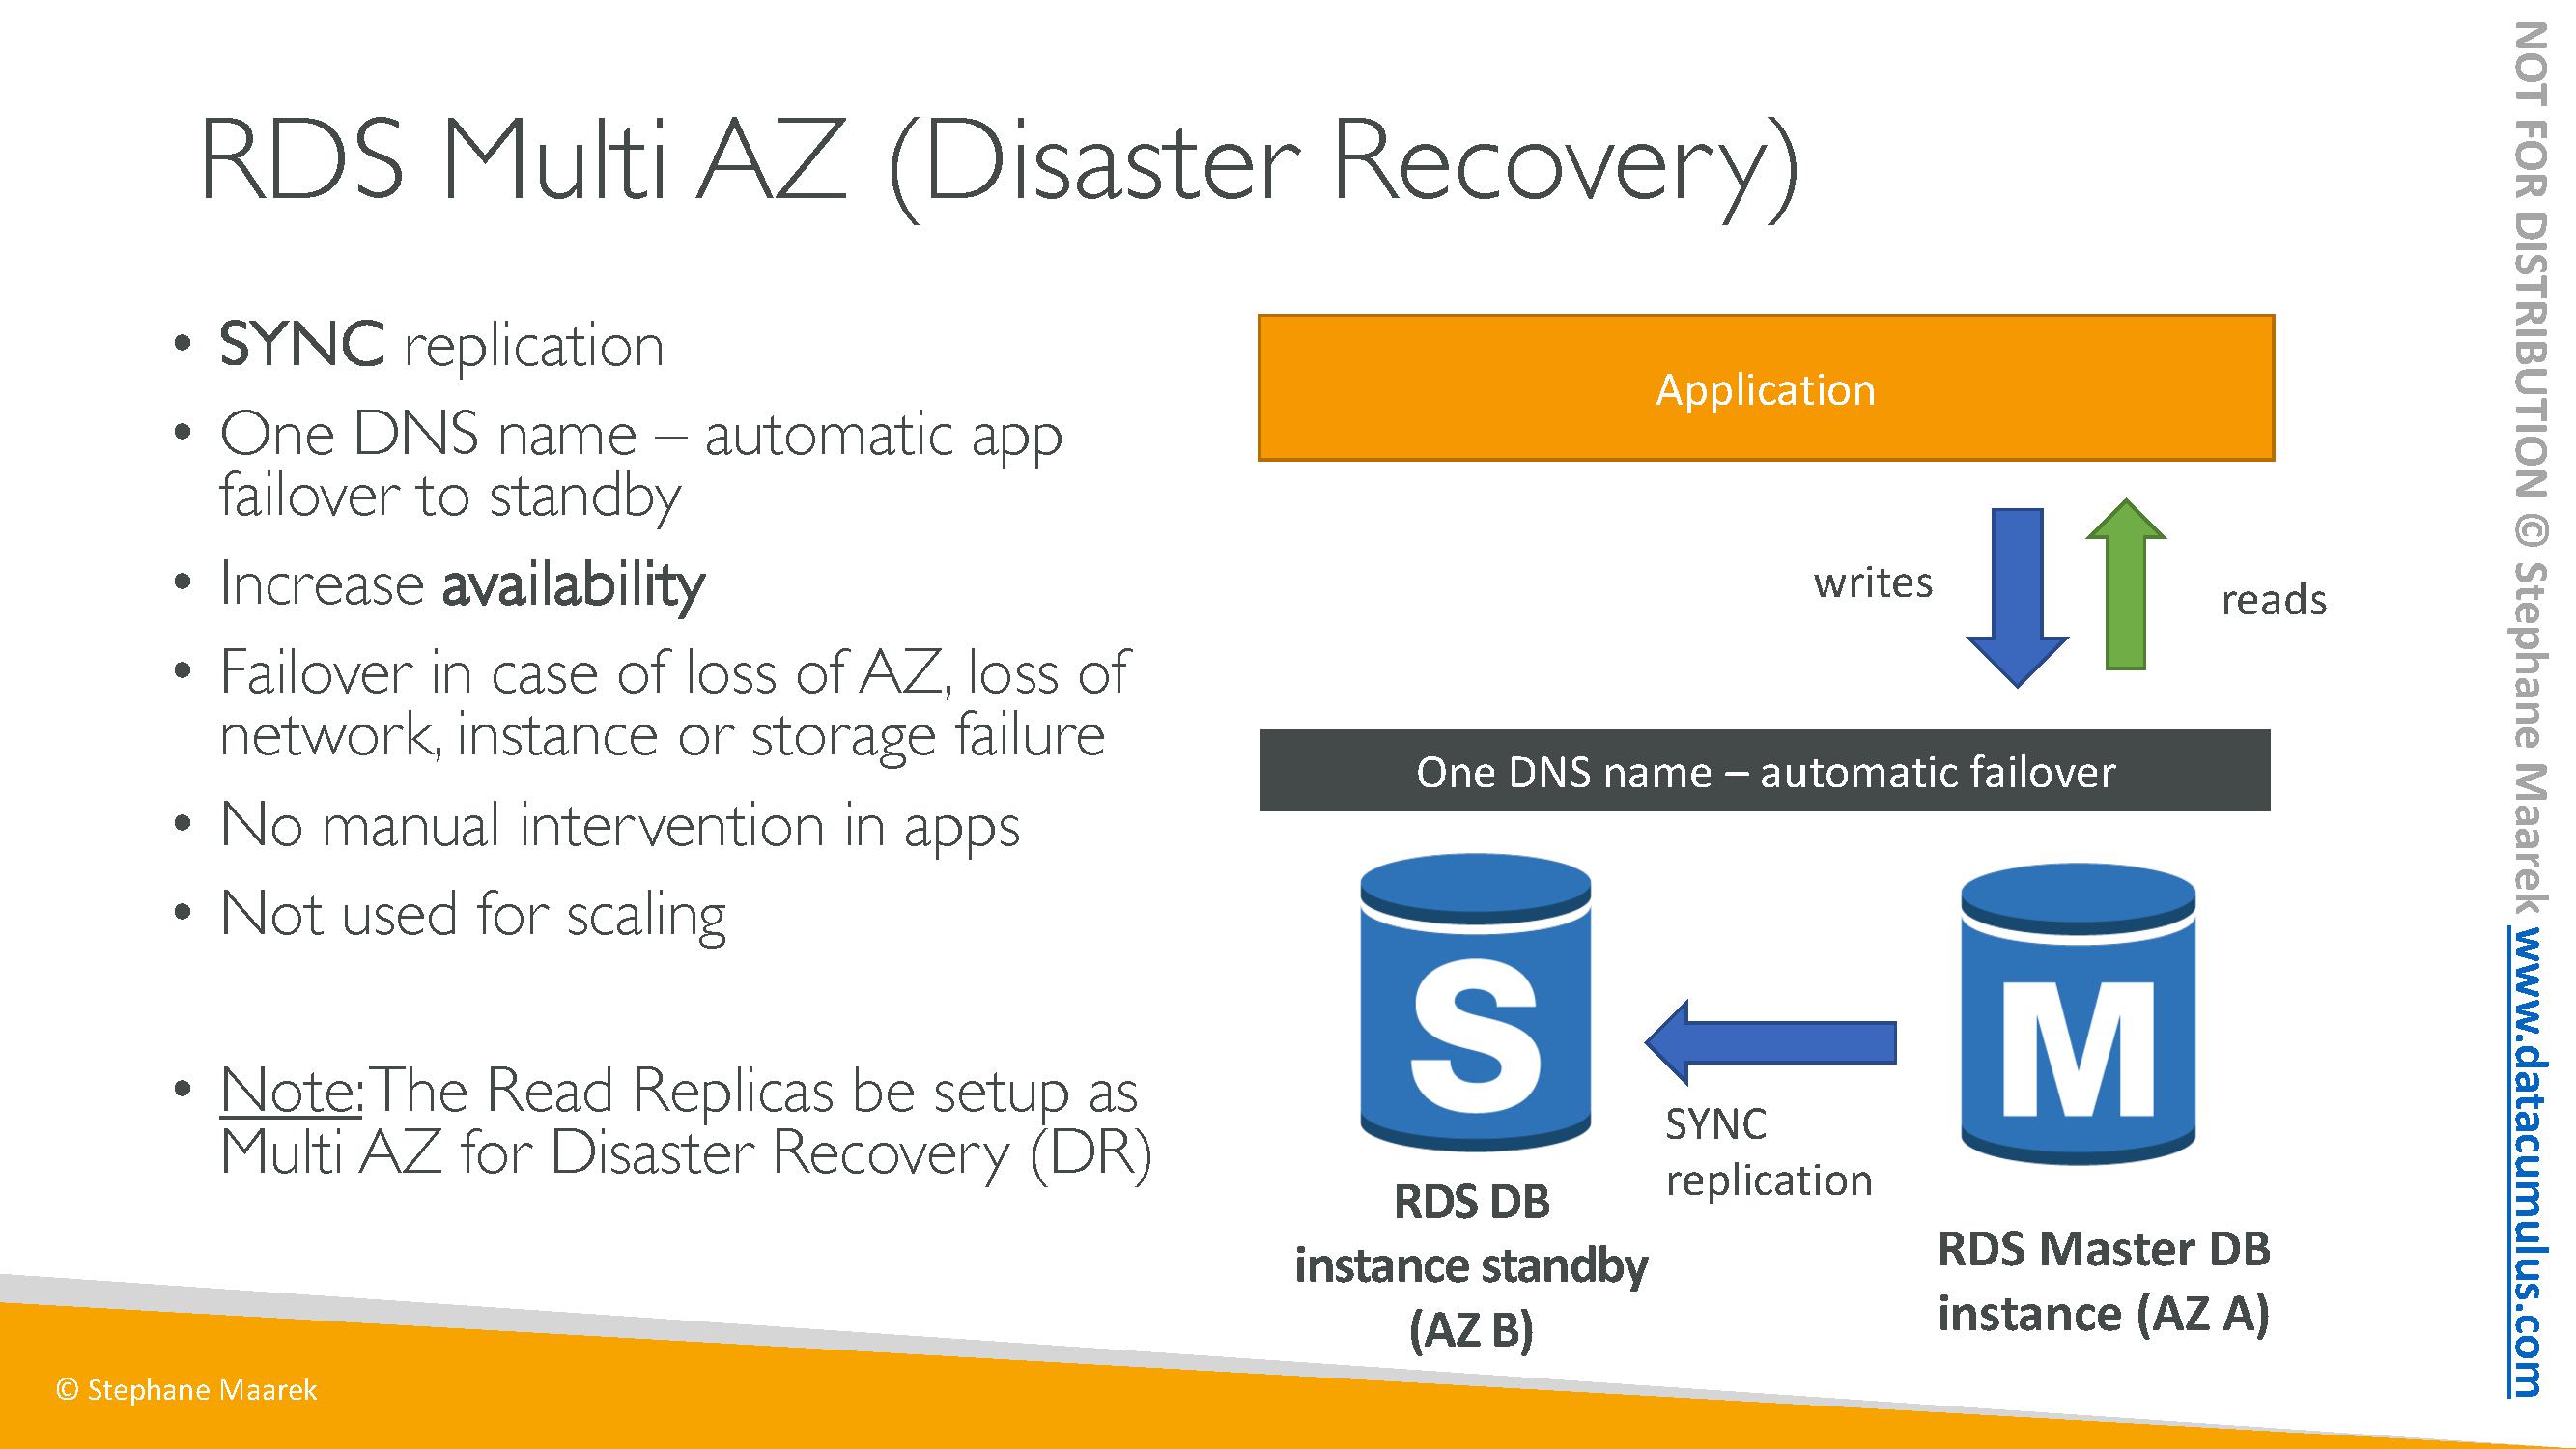 RDS Multi AZ (Disaster Recovery)
• SYNC replication
• One DNS name – automatic app
failover to standby
• Increase availability
• Failover in case of loss of AZ, loss of
network, instance or storage failure
• No manual intervention in apps
• Not used for scaling
• Note:The Read Replicas be setup as
Multi AZ for Disaster Recovery (DR)
Application
writes
reads
One DNS name – automatic failover
S
M
SYNC
replication
RDS DB
instance standby
(AZ B)
RDS Master DB
instance (AZ A)
© Stephane Maarek
NOT FOR DISTRIBUTION © Stephane Maarek www.datacumulus.com